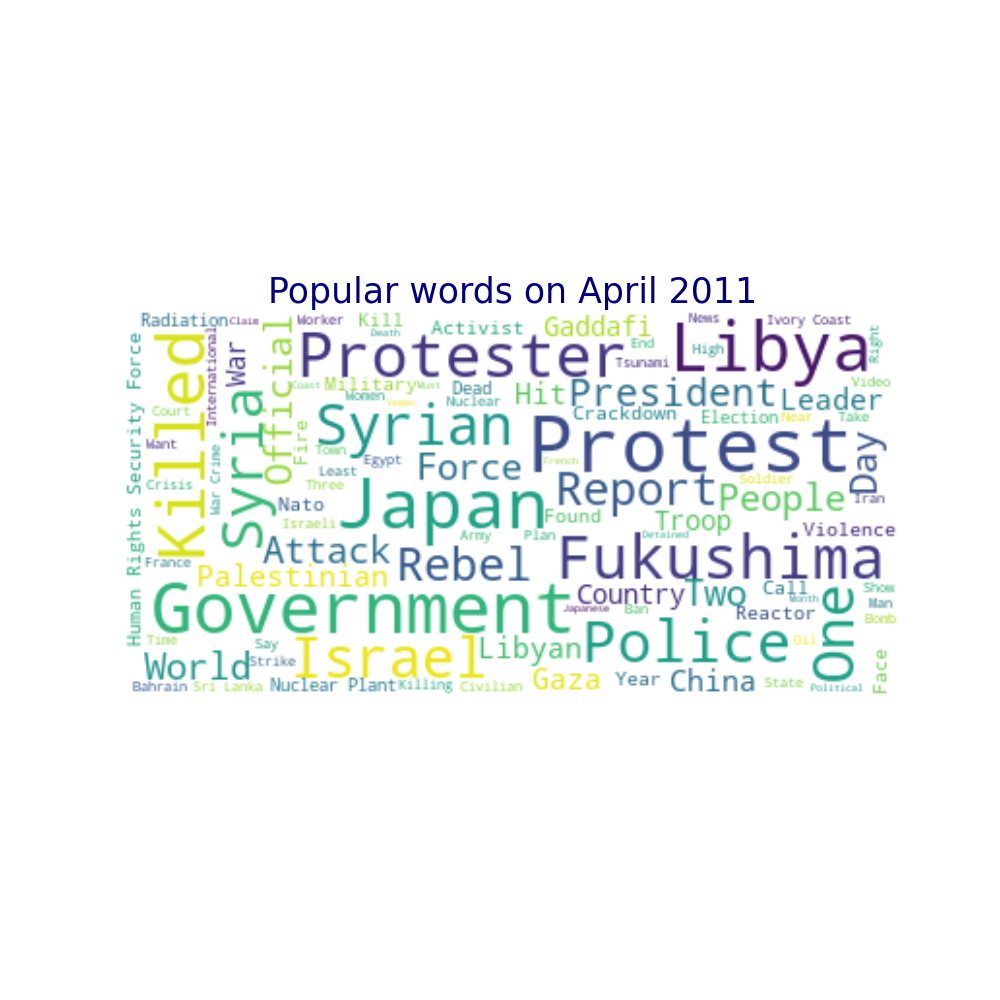 Popular words on April 2011
Radiation
Claim
Worker
Kill
Death
Activist
Gaddafi
End
News
High
Ivory Coast
Right
Human Rights Security Force
Killed
International
War
Official
Protester
Tsunami
Libya
Coast
Military
Must
Women
Yemen
Dead
Nuclear
Hit
President
Leader
Video
Court
Syria
Fire
Syrian
Crackdown
Election
Near
Take
Want
War Crime
Town
Egypt
Force
Protest
French
Day
Crisis
Least
Three
Nato
Japan
Report
Soldier
People
Iran
Israeli
Found
Troop
Violence
Army
Plan
Detained
France
Attack
Rebel
Fukushima
Palestinian
Country
Two
Call
Month
Show
Man
Bomb
Government
Japanese
Ban
Reactor
One
Time
Say
Israel
Libyan
Police
Oil
World
Strike
Face
Bahrain
Sri Lanka
Nuclear Plant
Killing
Civilian
Gaza
Year
China
State
Political